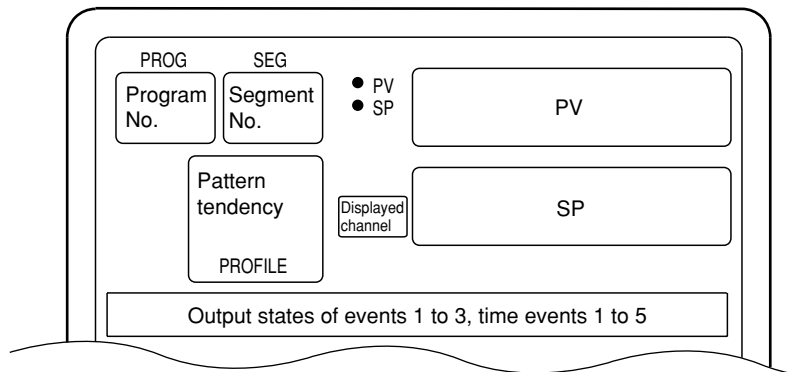 PROG SEG
Program No.
Segment No.
PV
SP
PV
Pattern tendency
PROFILE
Displayed channel
SP
Output states of events 1 to 3, time events 1 to 5